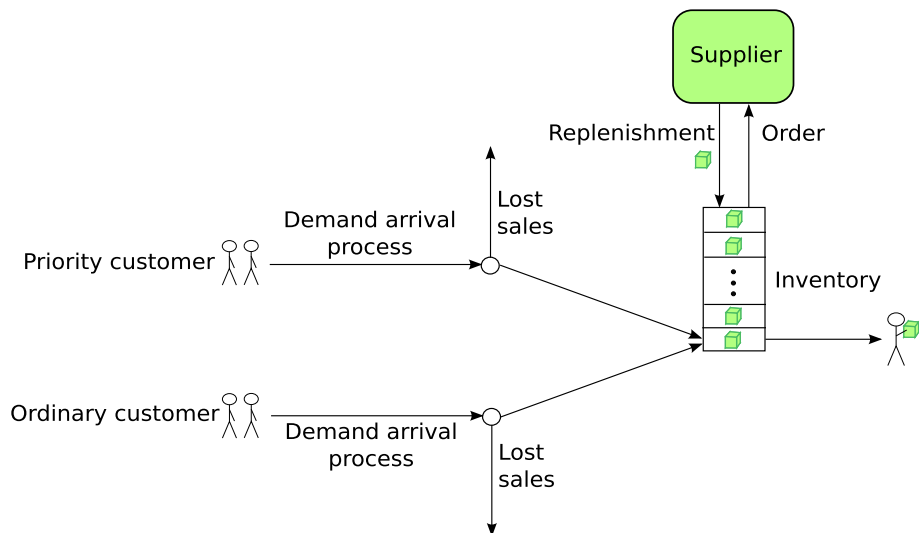 Supplier
Replenishment
Order
Lost
sales
Demand arrival
process
Priority customer
Inventory
Ordinary customer
Demand arrival
process
Lost
sales